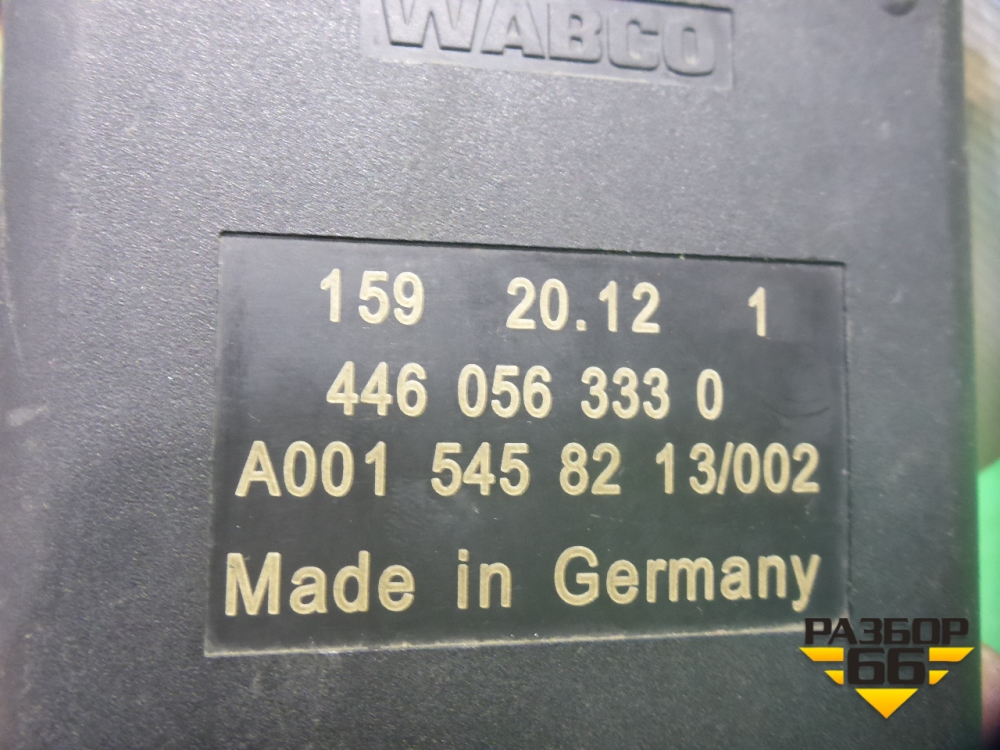 WABCO
159 20.12 1
446 056 333 0
A001 545 82 13/002
Made in Germany
РАЗБОР
66